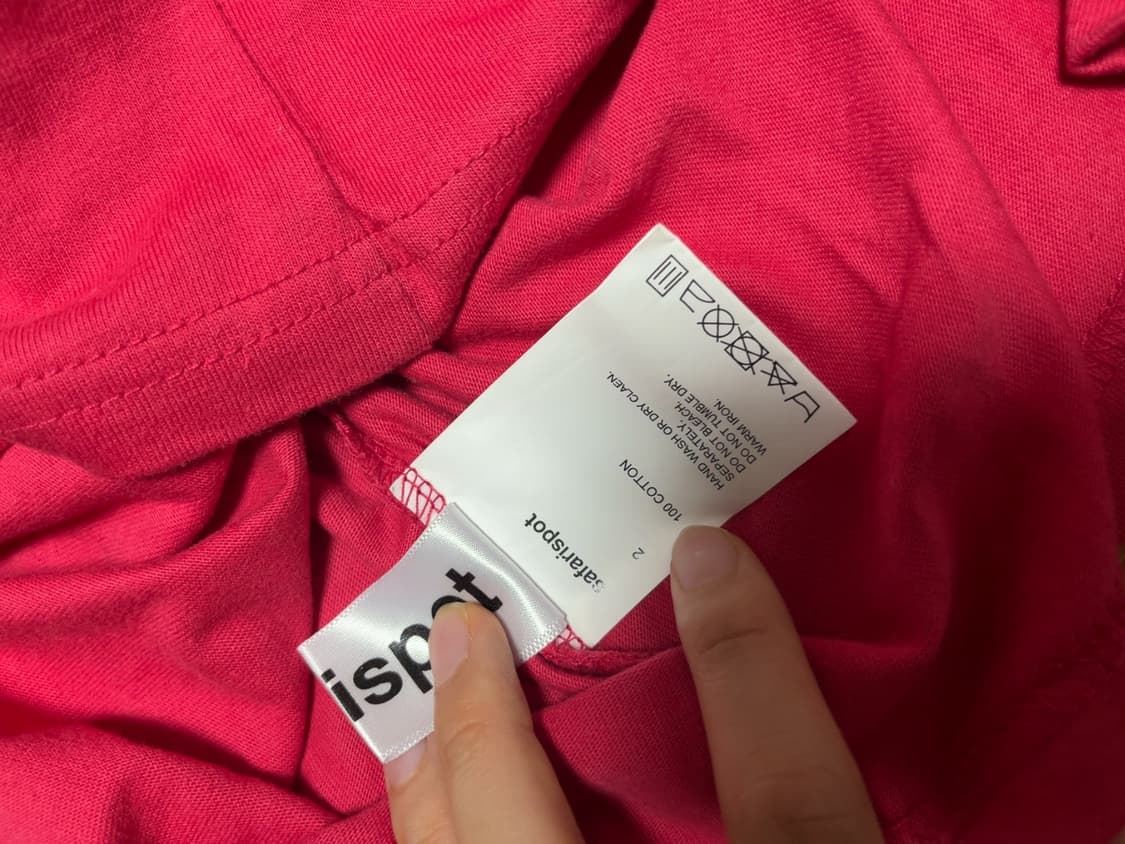 safarispot
2
100 COTTON
HAND WASH OR DRY CLAEN.
SEPARATELY.
DO NOT BLEACH.
DO NOT TUMBLE DRY.
WARM IRON.
ispot